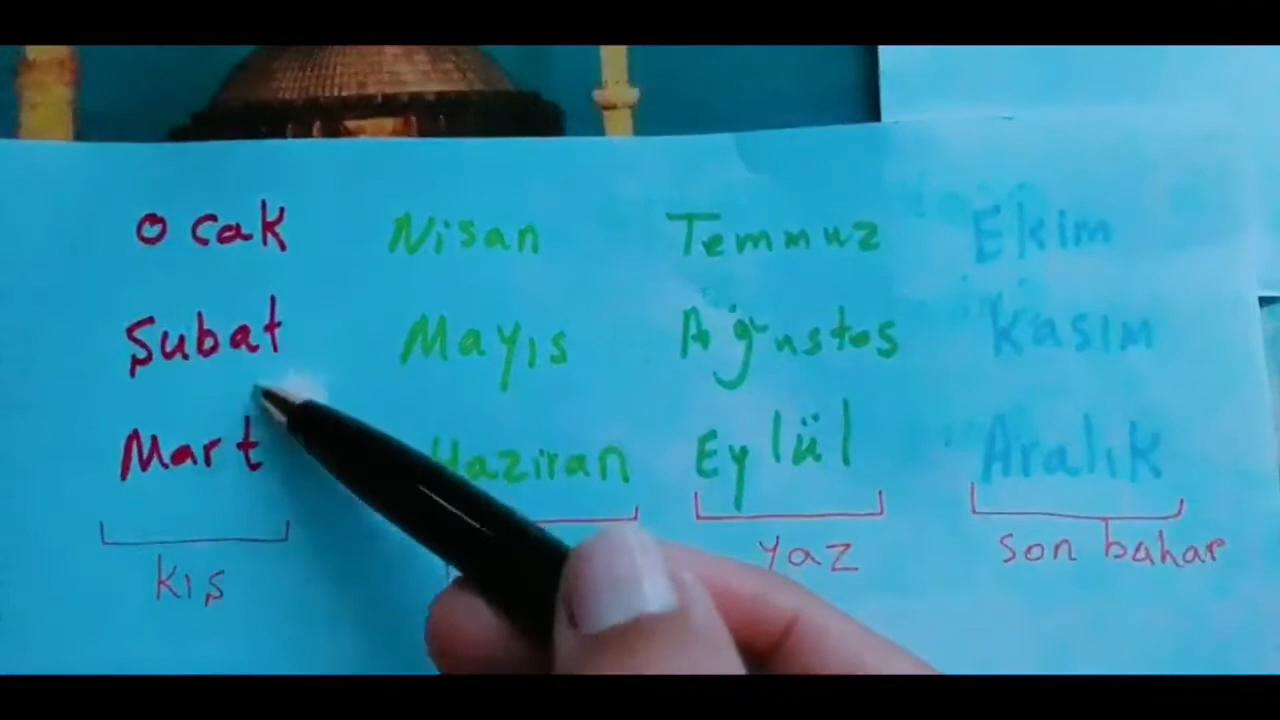 Ocak Nisan Temmuz Ekim
Şubat Mayıs Ağustos Kasım
Mart Haziran Eylül Aralık
kış yaz son bahar